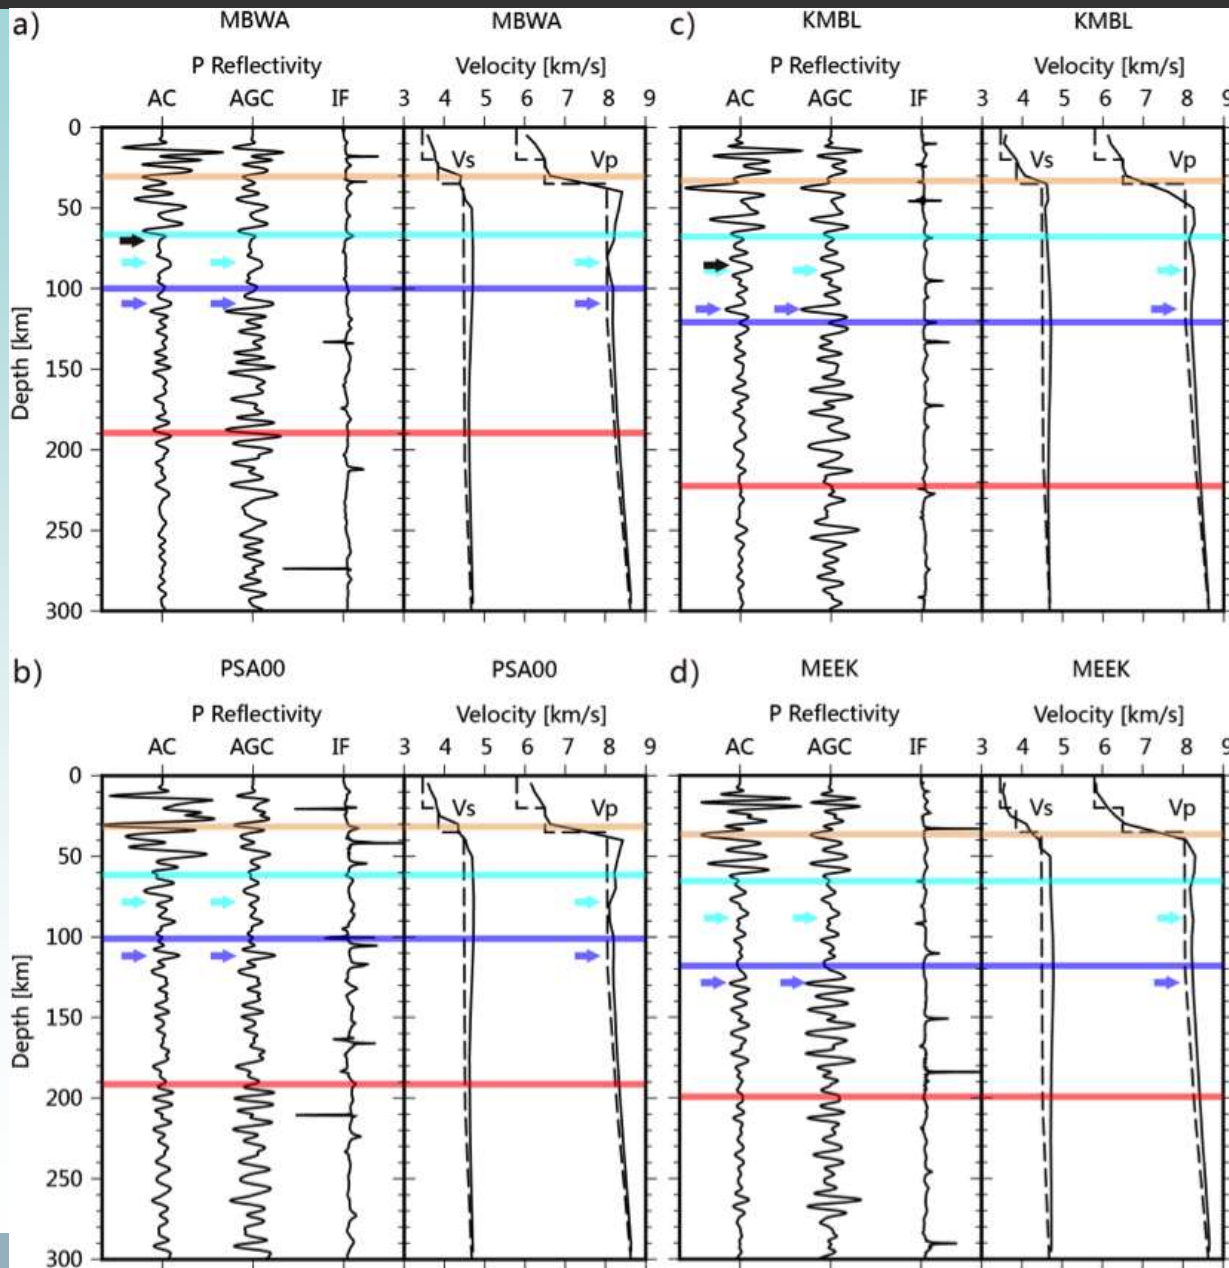 a) MBWA MBWA
P Reflectivity Velocity [km/s]
AC AGC IF 3 4 5 6 7 8 9
Vs Vp
0
50
100
150
200
250
300
Depth [km]
c) KMBL KMBL
P Reflectivity Velocity [km/s]
AC AGC IF 3 4 5 6 7 8 9
Vs Vp
b) PSA00 PSA00
P Reflectivity Velocity [km/s]
AC AGC IF 3 4 5 6 7 8 9
Vs Vp
0
50
100
150
200
250
300
Depth [km]
d) MEEK MEEK
P Reflectivity Velocity [km/s]
AC AGC IF 3 4 5 6 7 8 9
Vs Vp